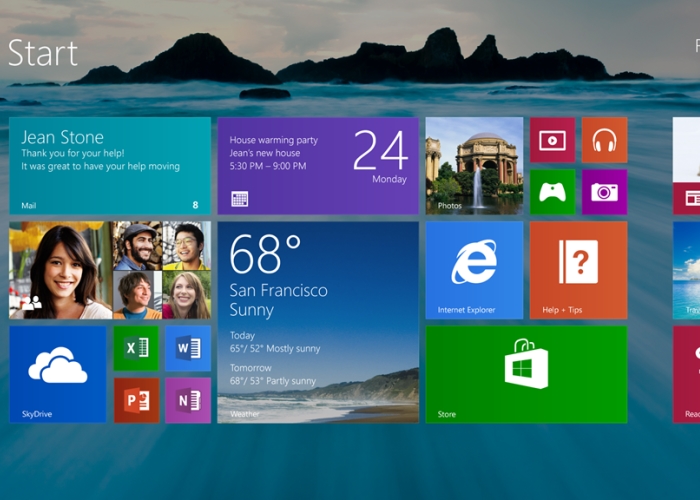 Start
Jean Stone
Thank you for your help!
It was great to have your help moving
Mail
8
House warming party
Jean's new house
5:30 PM – 9:00 PM
24
Monday
Photos
68°
San Francisco
Sunny
Today
65°/ 52° Mostly sunny
Tomorrow
68°/ 53° Partly sunny
Weather
Internet Explorer
?
Help + Tips
SkyDrive
X
W
P
N
Store